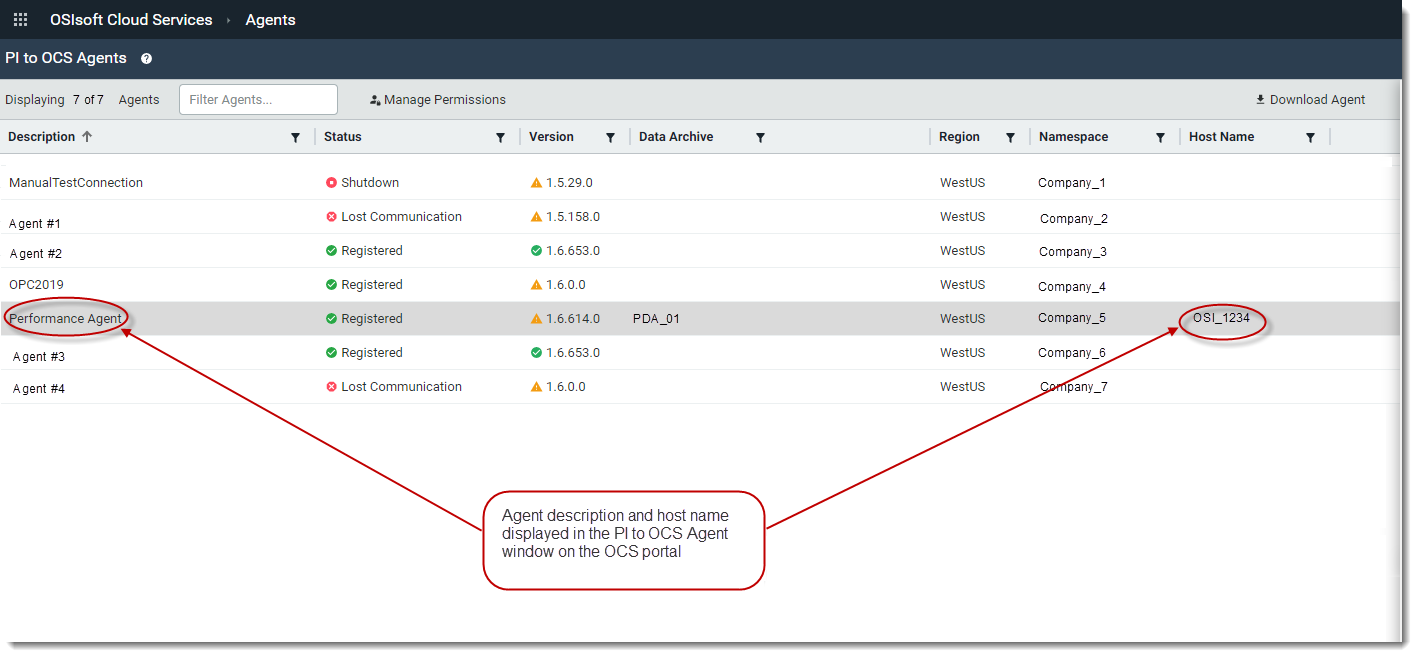 OSIsoft Cloud Services › Agents
PI to OCS Agents ?
Displaying 7 of 7 Agents Filter Agents... Manage Permissions Download Agent
Description Status Version Data Archive Region Namespace Host Name
ManualTestConnection Shutdown 1.5.29.0 WestUS Company_1
Agent #1 Lost Communication 1.5.158.0 WestUS Company_2
Agent #2 Registered 1.6.653.0 WestUS Company_3
OPC2019 Registered 1.6.0.0 WestUS Company_4
Performance Agent Registered 1.6.614.0 PDA_01 WestUS Company_5 OSI_1234
Agent #3 Registered 1.6.653.0 WestUS Company_6
Agent #4 Lost Communication 1.6.0.0 WestUS Company_7
Agent description and host name
displayed in the PI to OCS Agent
window on the OCS portal